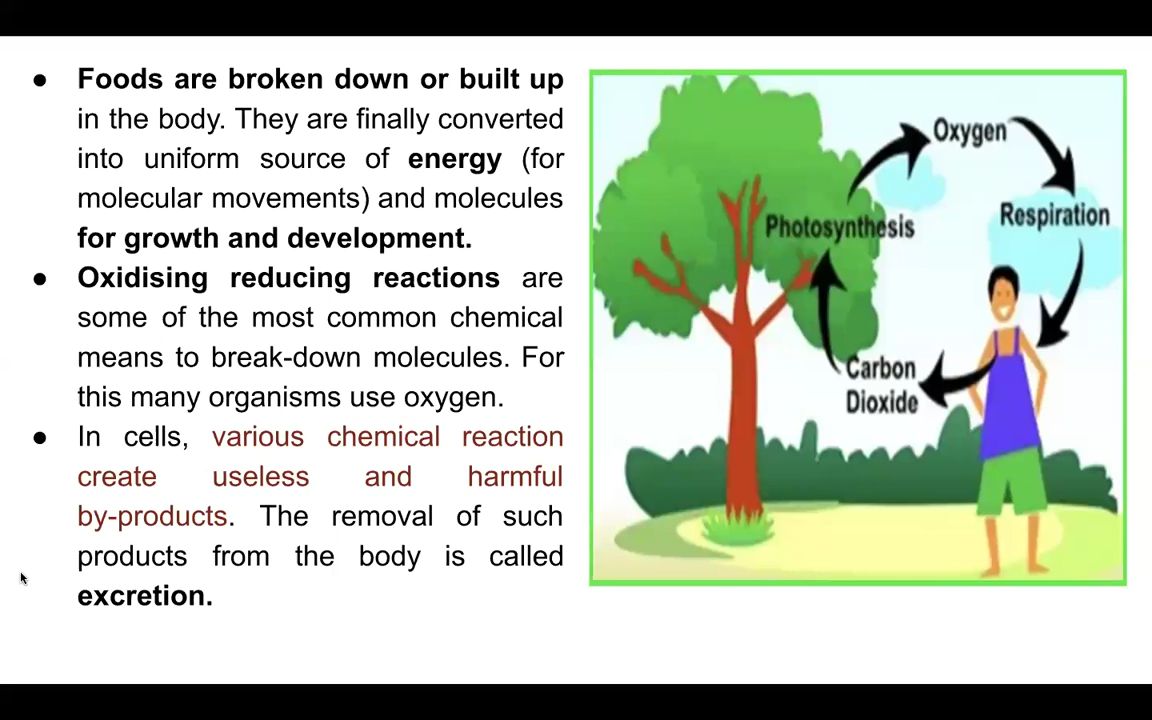 ● Foods are broken down or built up
in the body. They are finally converted
into uniform source of energy (for
molecular movements) and molecules
for growth and development.
● Oxidising reducing reactions are
some of the most common chemical
means to break-down molecules. For
this many organisms use oxygen.
● In cells, various chemical reaction
create useless and harmful
by-products. The removal of such
products from the body is called
excretion.
Oxygen
Respiration
Photosynthesis
Carbon
Dioxide